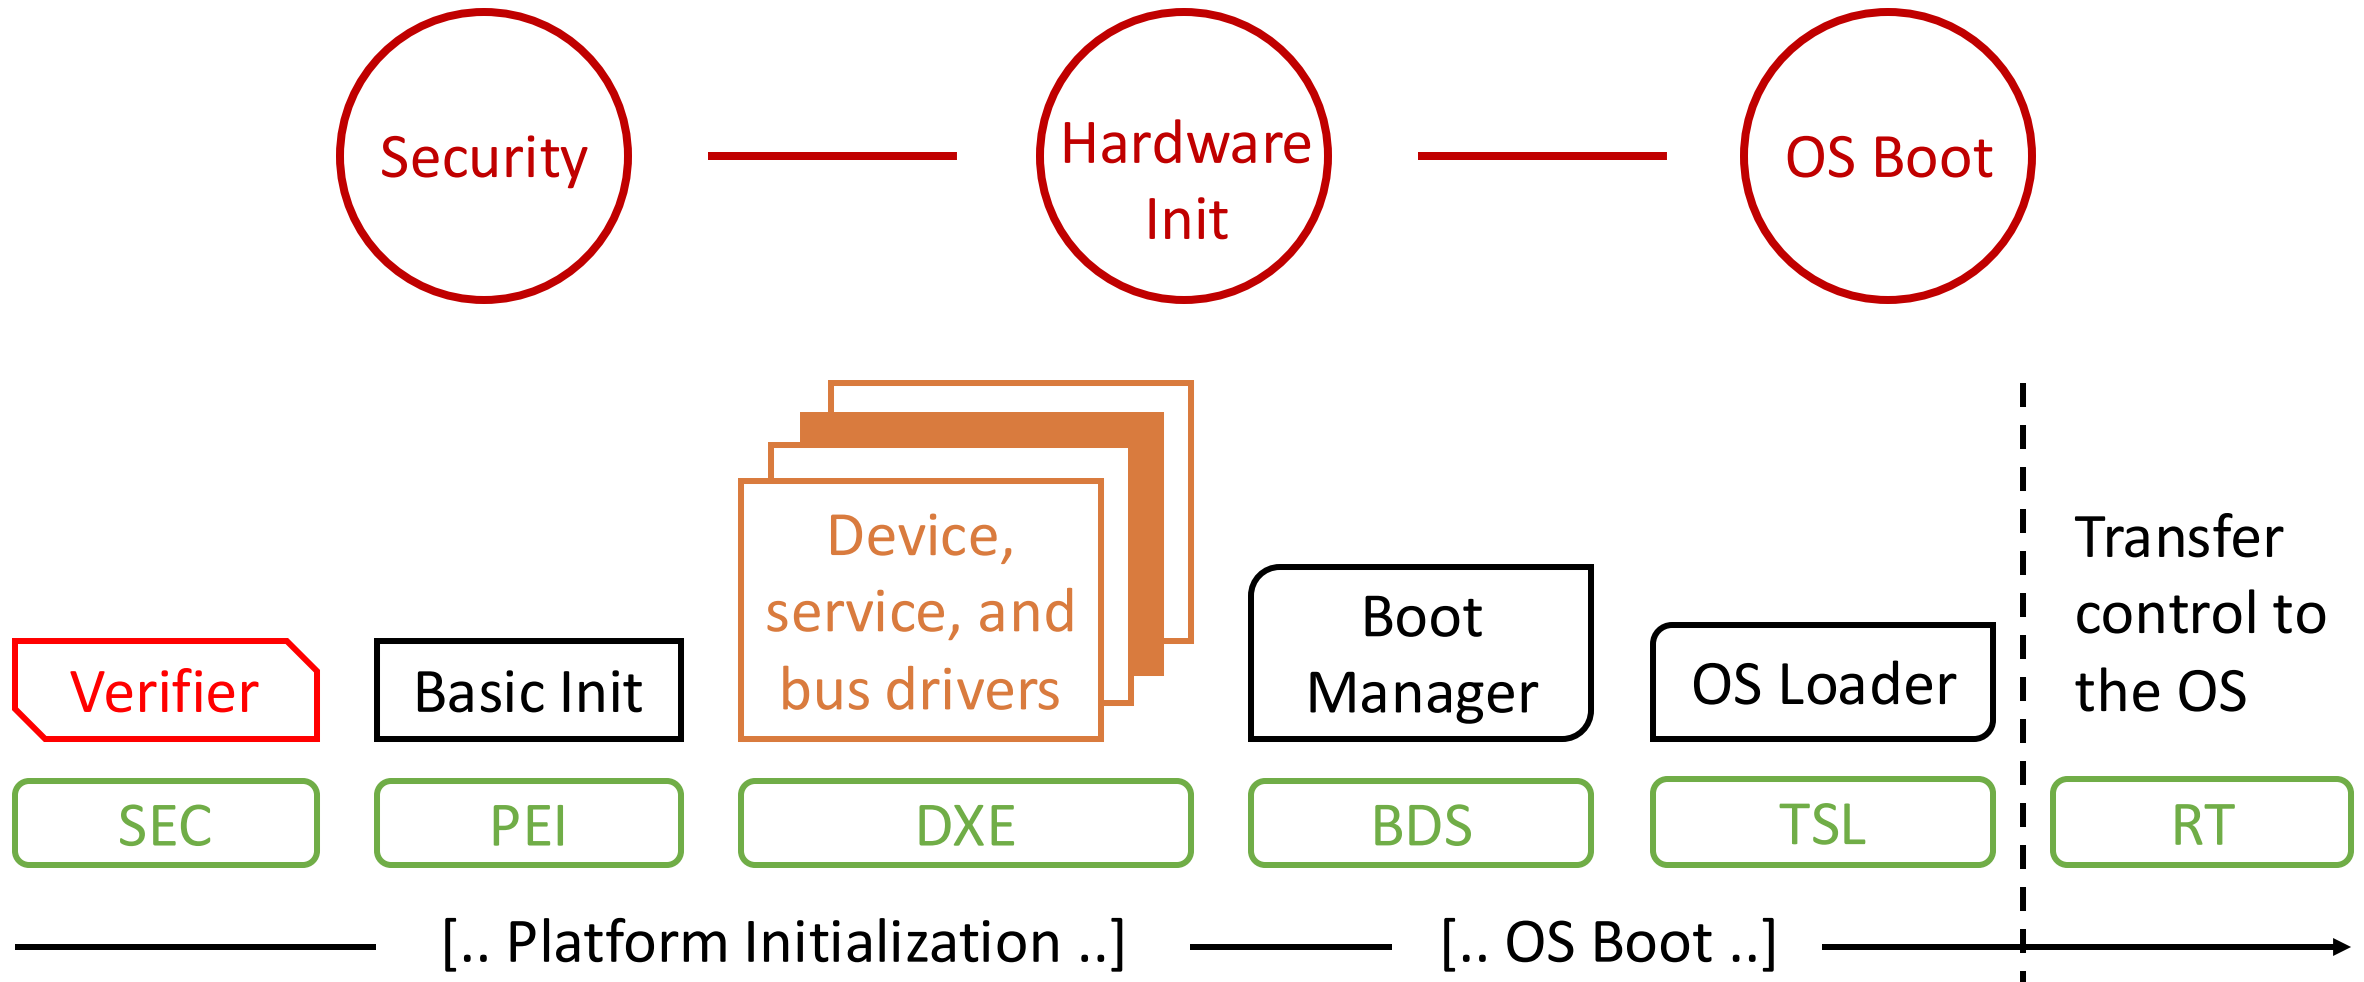 Security
Hardware
Init
OS Boot
Device,
service, and
bus drivers
Verifier
Basic Init
Boot
Manager
OS Loader
Transfer
control to
the OS
SEC
PEI
DXE
BDS
TSL
RT
[.. Platform Initialization ..]
[.. OS Boot ..]